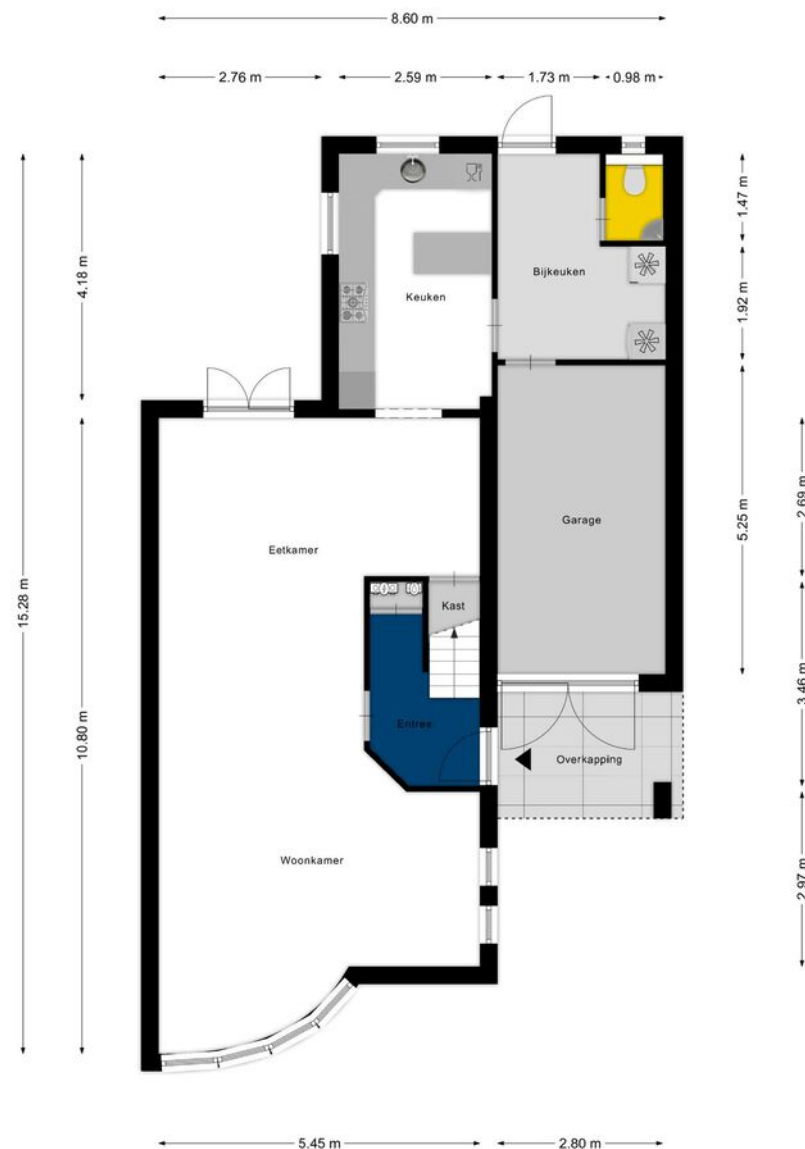 8.60 m
2.76 m
2.59 m
1.73 m
0.98 m
1.47 m
4.18 m
Bijkeuken
Keuken
1.92 m
2.69 m
5.25 m
Garage
Eetkamer
15.28 m
Kast
3.46 m
Entree
10.80 m
Overkapping
Woonkamer
2.97 m
5.45 m
2.80 m